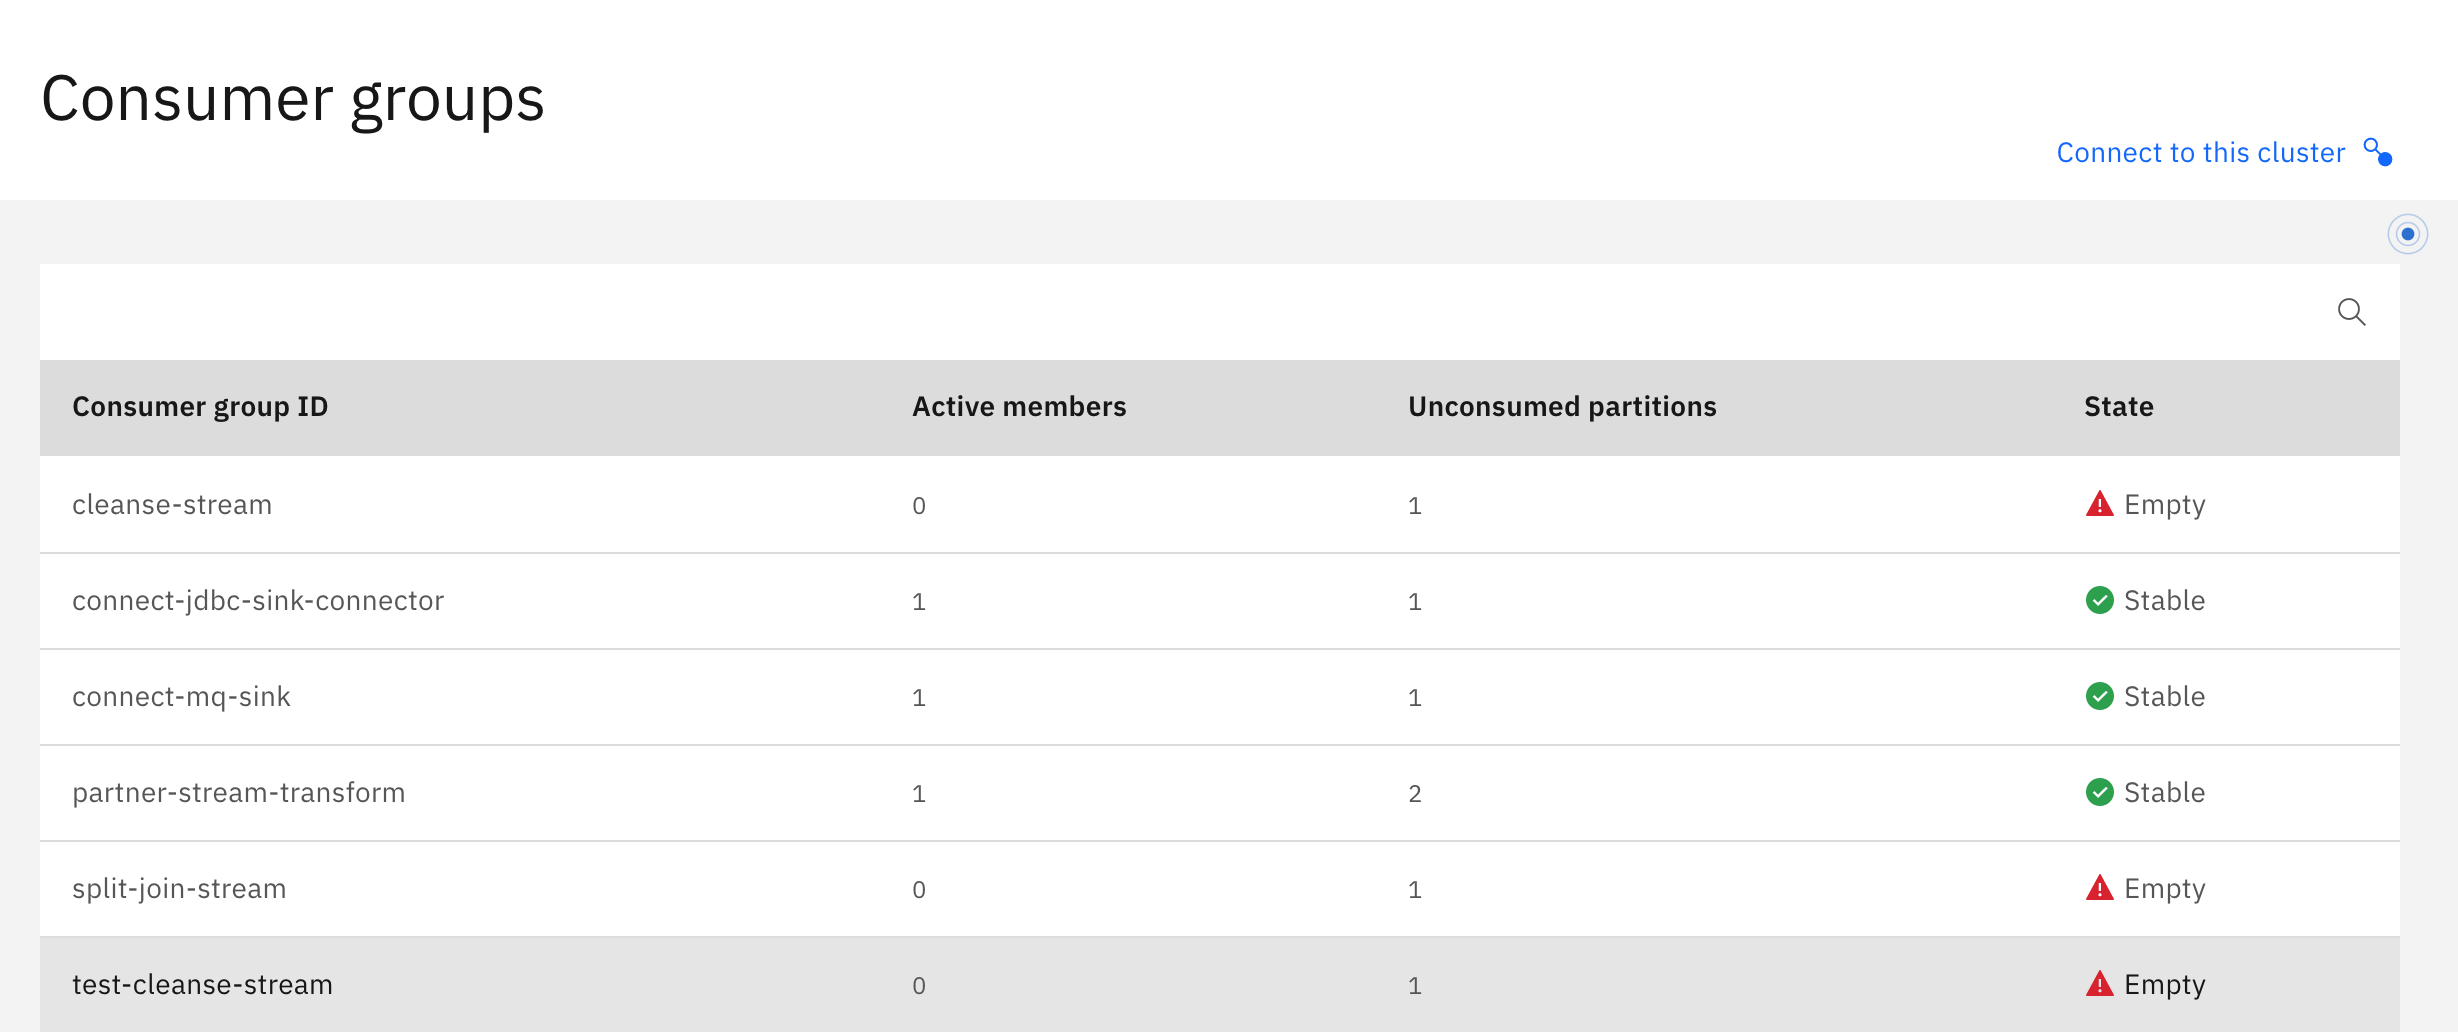 Consumer groups
Connect to this cluster
Consumer group ID Active members Unconsumed partitions State
cleanse-stream 0 1 Empty
connect-jdbc-sink-connector 1 1 Stable
connect-mq-sink 1 1 Stable
partner-stream-transform 1 2 Stable
split-join-stream 0 1 Empty
test-cleanse-stream 0 1 Empty